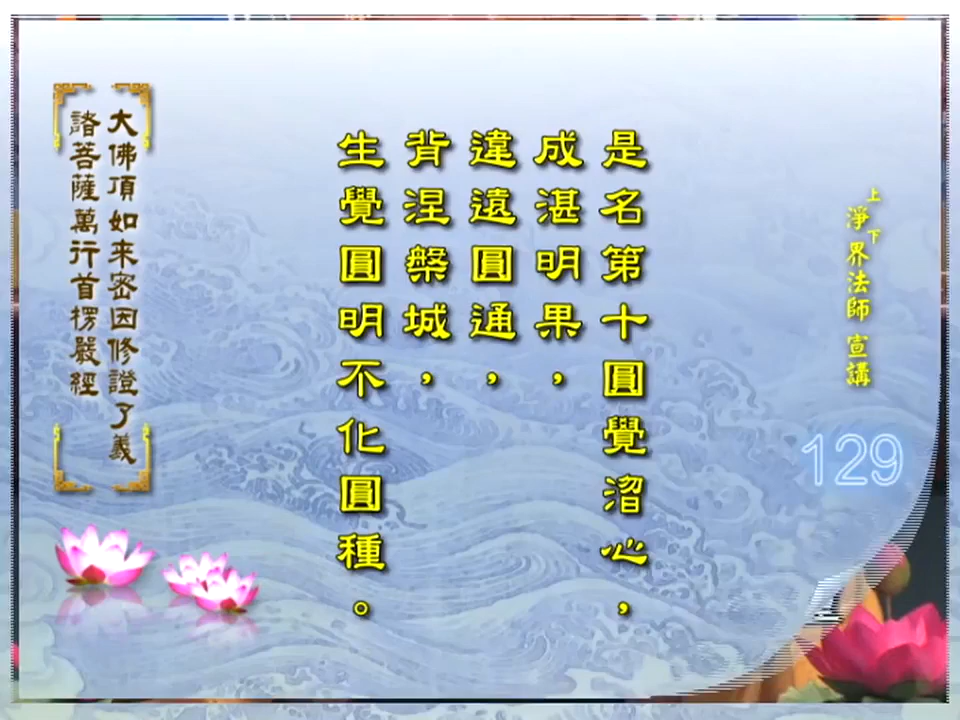 上淨下界法師 宣講
129
是名第十圓覺心，
成湛明果，
違遠圓通，
背涅槃城，
生覺圓明不化圓種。
大佛頂如來密因修證了義
諸菩薩萬行首楞嚴經